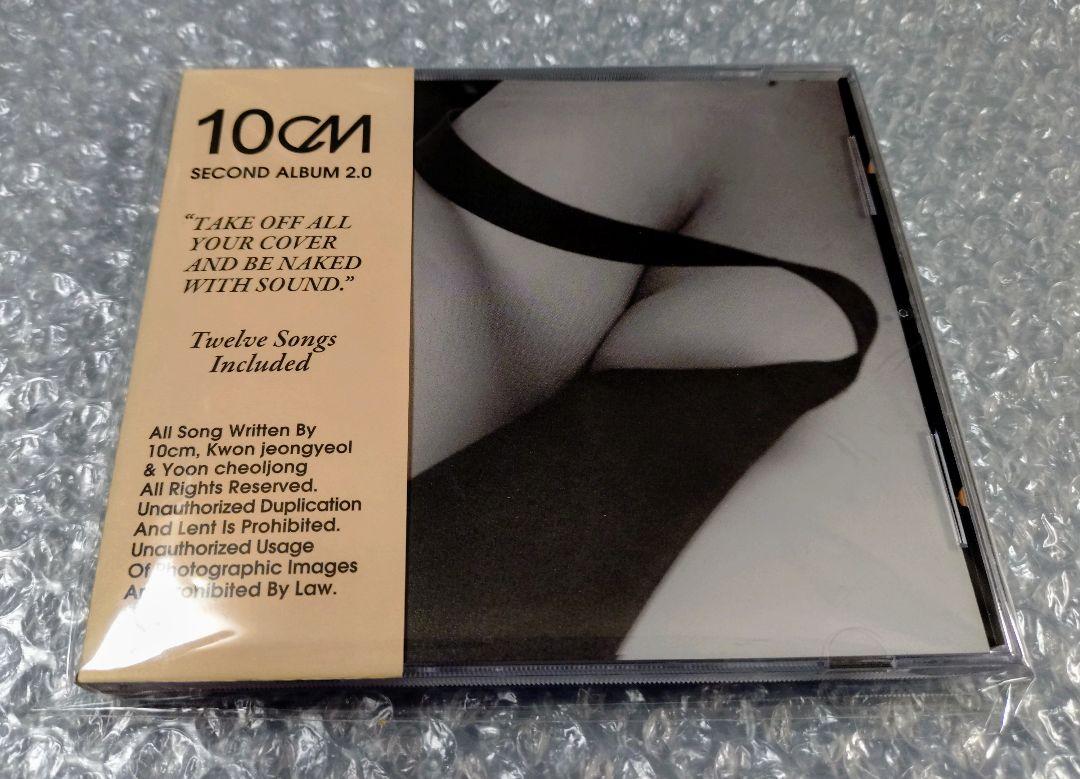 10CM
SECOND ALBUM 2.0
“TAKE OFF ALL
YOUR COVER
AND BE NAKED
WITH SOUND.”
Twelve Songs
Included
All Song Written By
10cm, Kwon jeongyeol
& Yoon cheoljong
All Rights Reserved.
Unauthorized Duplication
And Lent Is Prohibited.
Unauthorized Usage
Of Photographic Images
Are Prohibited By Law.